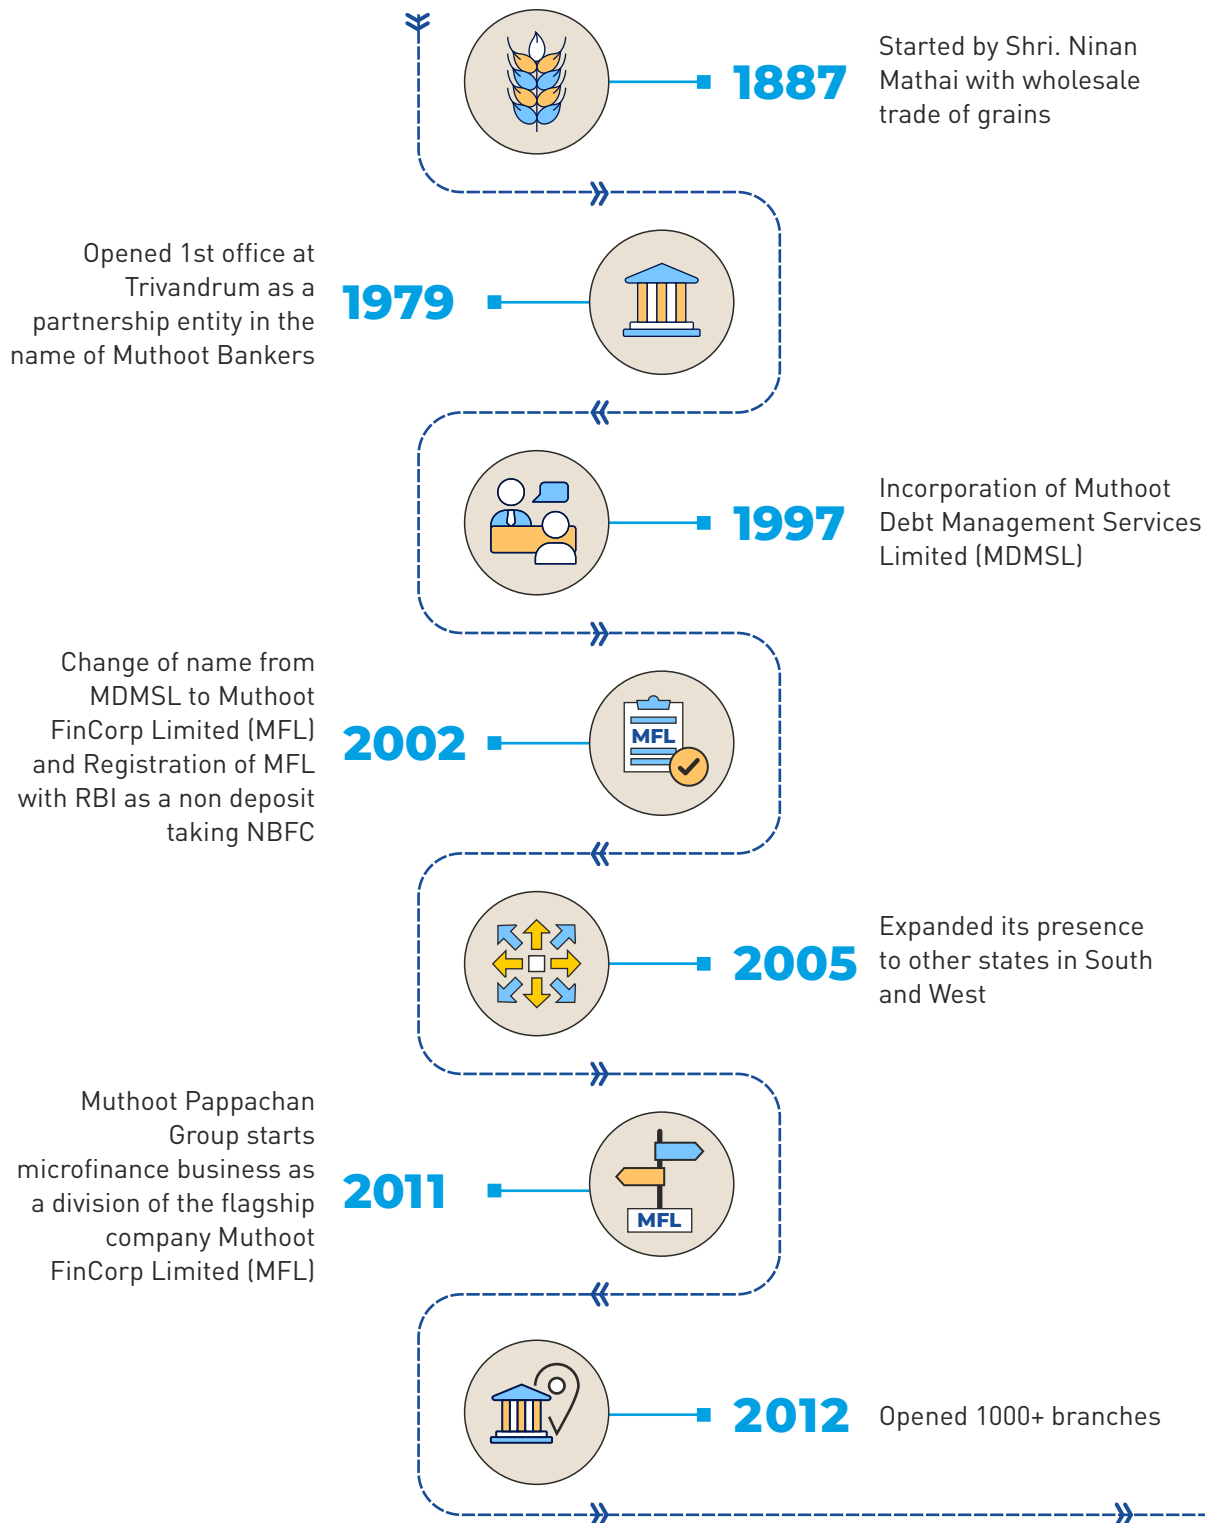 1887
Started by Shri. Ninan
Mathai with wholesale
trade of grains
Opened 1st office at
Trivandrum as a
partnership entity in the
name of Muthoot Bankers
1979
1997
Incorporation of Muthoot
Debt Management Services
Limited (MDMSL)
Change of name from
MDMSL to Muthoot
FinCorp Limited (MFL)
and Registration of MFL
with RBI as a non deposit
taking NBFC
2002
MFL
2005
Expanded its presence
to other states in South
and West
Muthoot Pappachan
Group starts
microfinance business as
a division of the flagship
company Muthoot
FinCorp Limited (MFL)
2011
MFL
2012
Opened 1000+ branches